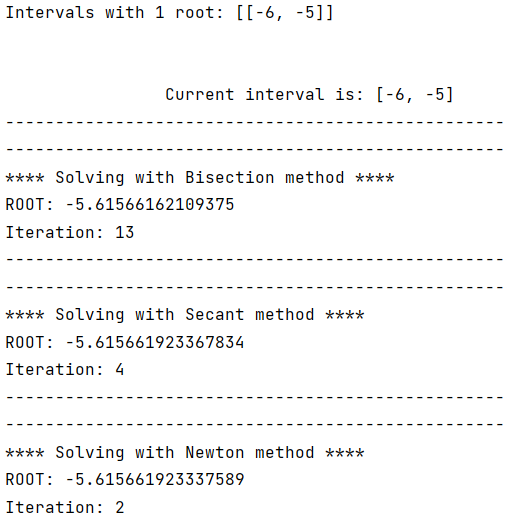 Intervals with 1 root: [[-6, -5]]
Current interval is: [-6, -5]
--------------------------------------------------
--------------------------------------------------
**** Solving with Bisection method ****
ROOT: -5.61566162109375
Iteration: 13
--------------------------------------------------
--------------------------------------------------
**** Solving with Secant method ****
ROOT: -5.615661923367834
Iteration: 4
--------------------------------------------------
--------------------------------------------------
**** Solving with Newton method ****
ROOT: -5.615661923337589
Iteration: 2